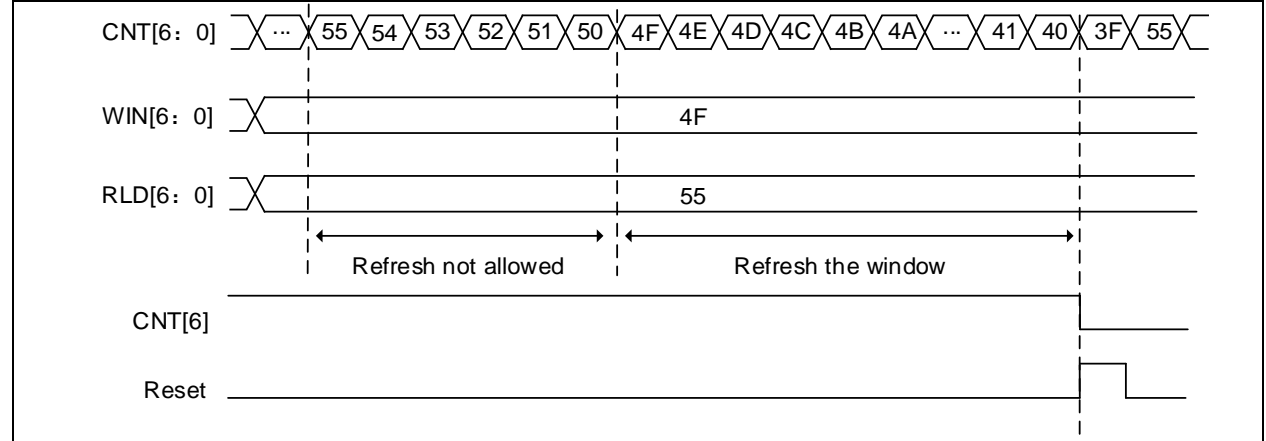 CNT[6：0] ... 55 54 53 52 51 50 4F 4E 4D 4C 4B 4A ... 41 40 3F 55
WIN[6：0] 4F
RLD[6：0] 55
Refresh not allowed Refresh the window
CNT[6]
Reset